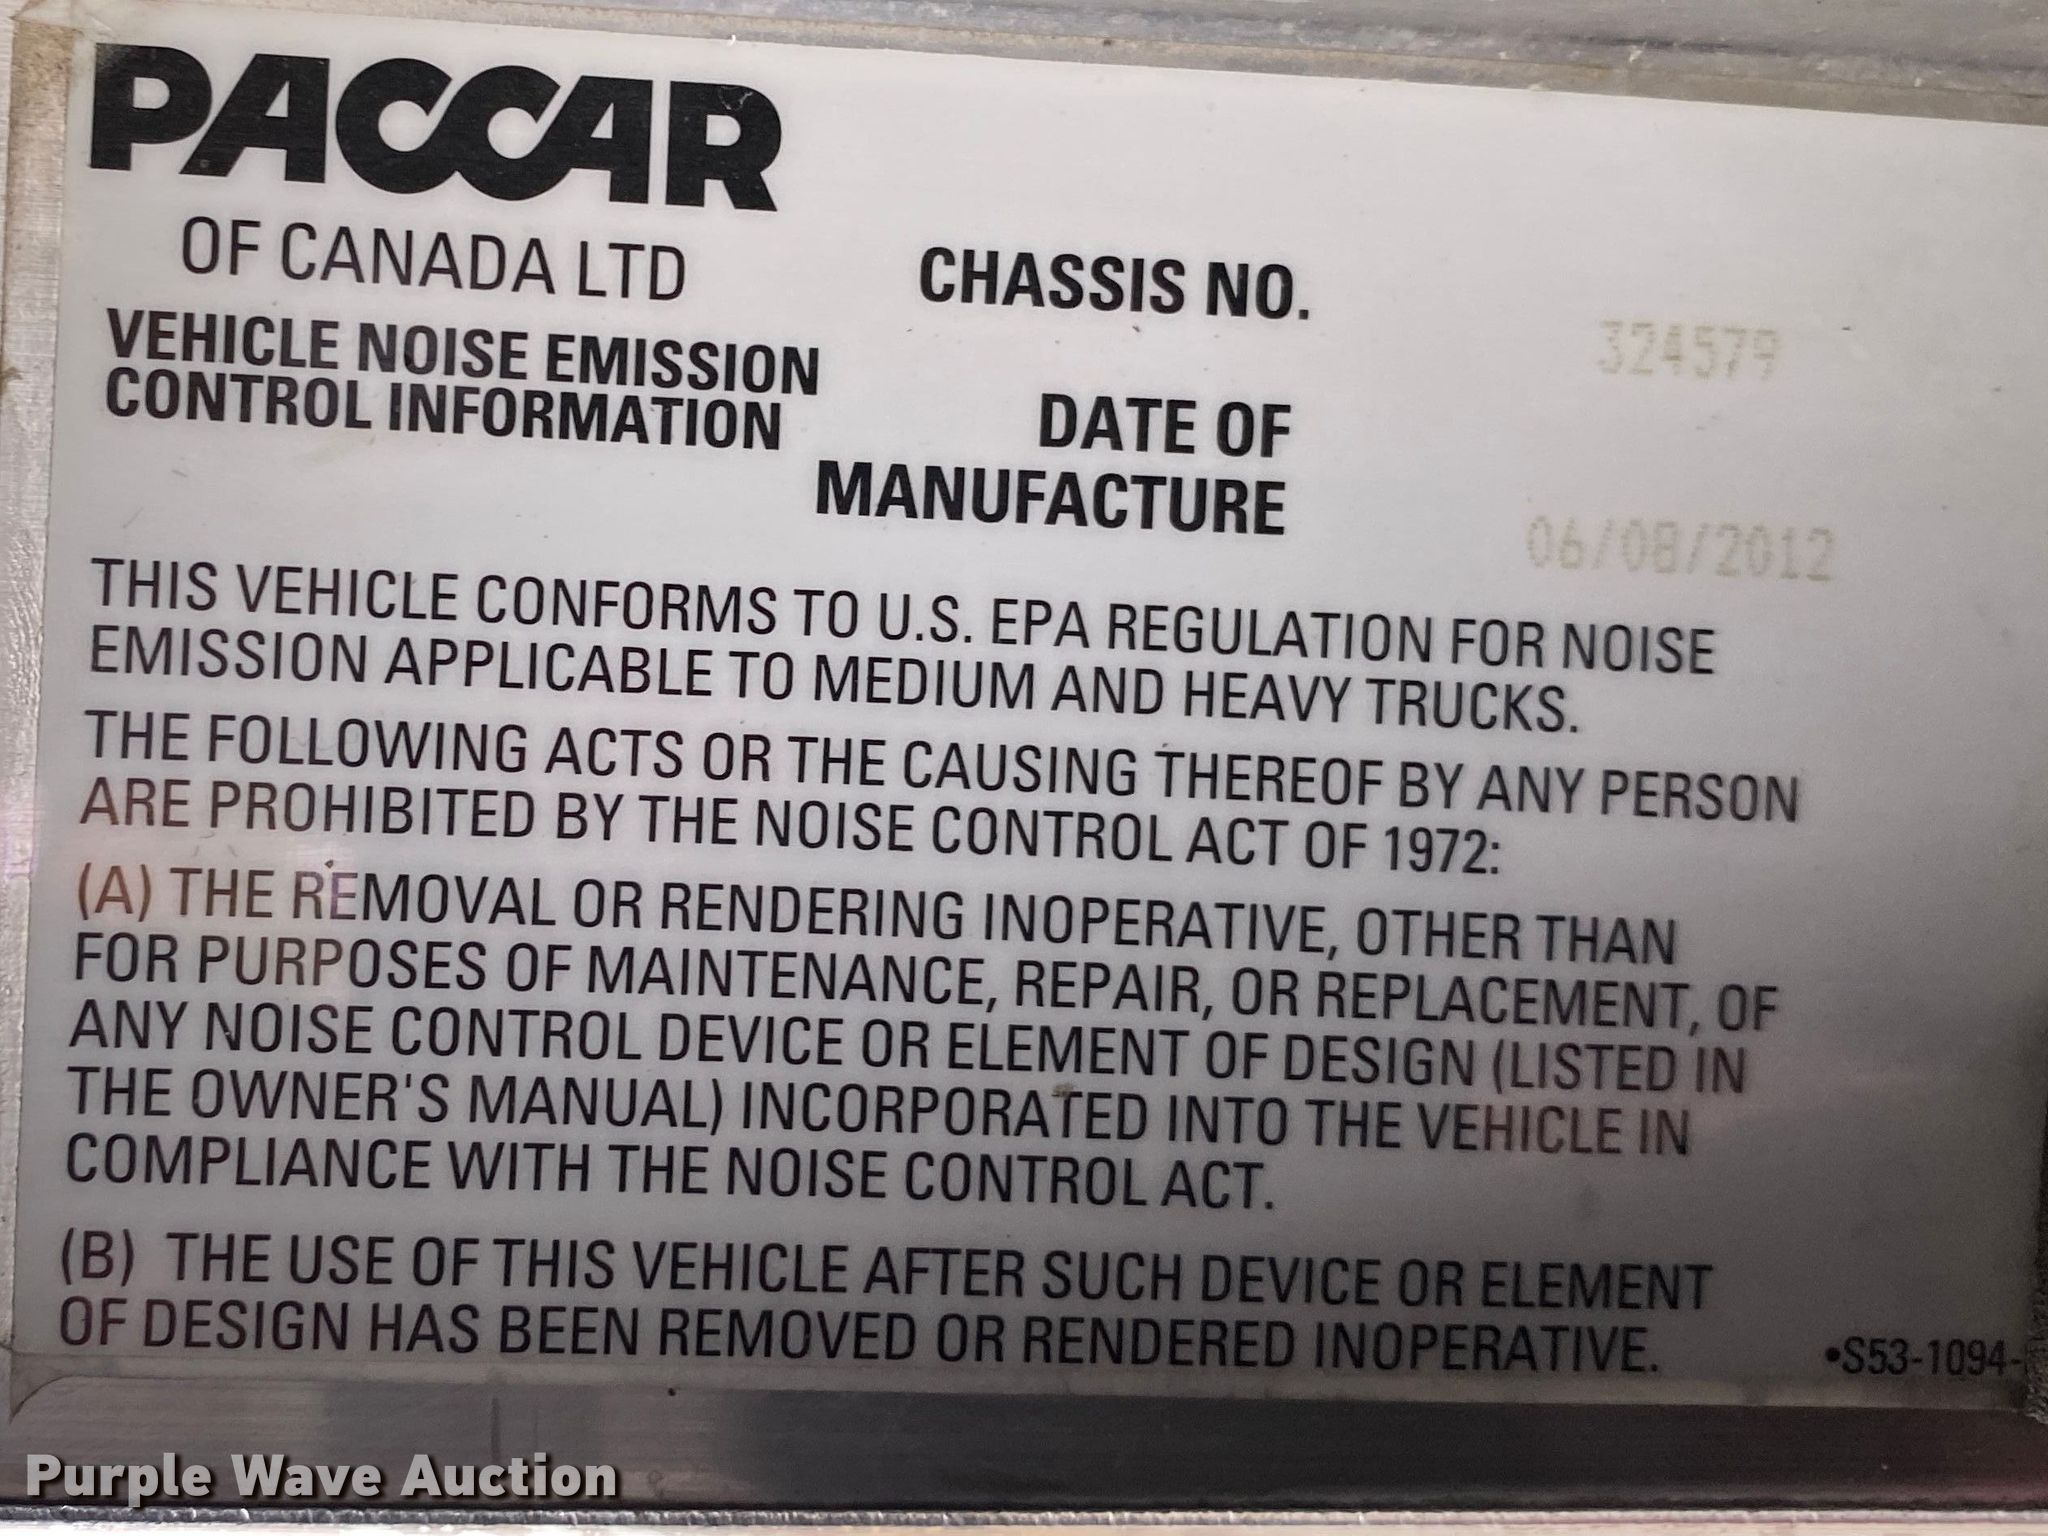 PACCAR
OF CANADA LTD
VEHICLE NOISE EMISSION
CONTROL INFORMATION
CHASSIS NO.
324579
DATE OF
MANUFACTURE
06/08/2012
THIS VEHICLE CONFORMS TO U.S. EPA REGULATION FOR NOISE
EMISSION APPLICABLE TO MEDIUM AND HEAVY TRUCKS.
THE FOLLOWING ACTS OR THE CAUSING THEREOF BY ANY PERSON
ARE PROHIBITED BY THE NOISE CONTROL ACT OF 1972:
(A) THE REMOVAL OR RENDERING INOPERATIVE, OTHER THAN
FOR PURPOSES OF MAINTENANCE, REPAIR, OR REPLACEMENT, OF
ANY NOISE CONTROL DEVICE OR ELEMENT OF DESIGN (LISTED IN
THE OWNER'S MANUAL) INCORPORATED INTO THE VEHICLE IN
COMPLIANCE WITH THE NOISE CONTROL ACT.
(B) THE USE OF THIS VEHICLE AFTER SUCH DEVICE OR ELEMENT
OF DESIGN HAS BEEN REMOVED OR RENDERED INOPERATIVE.
•S53-1094-
Purple Wave Auction